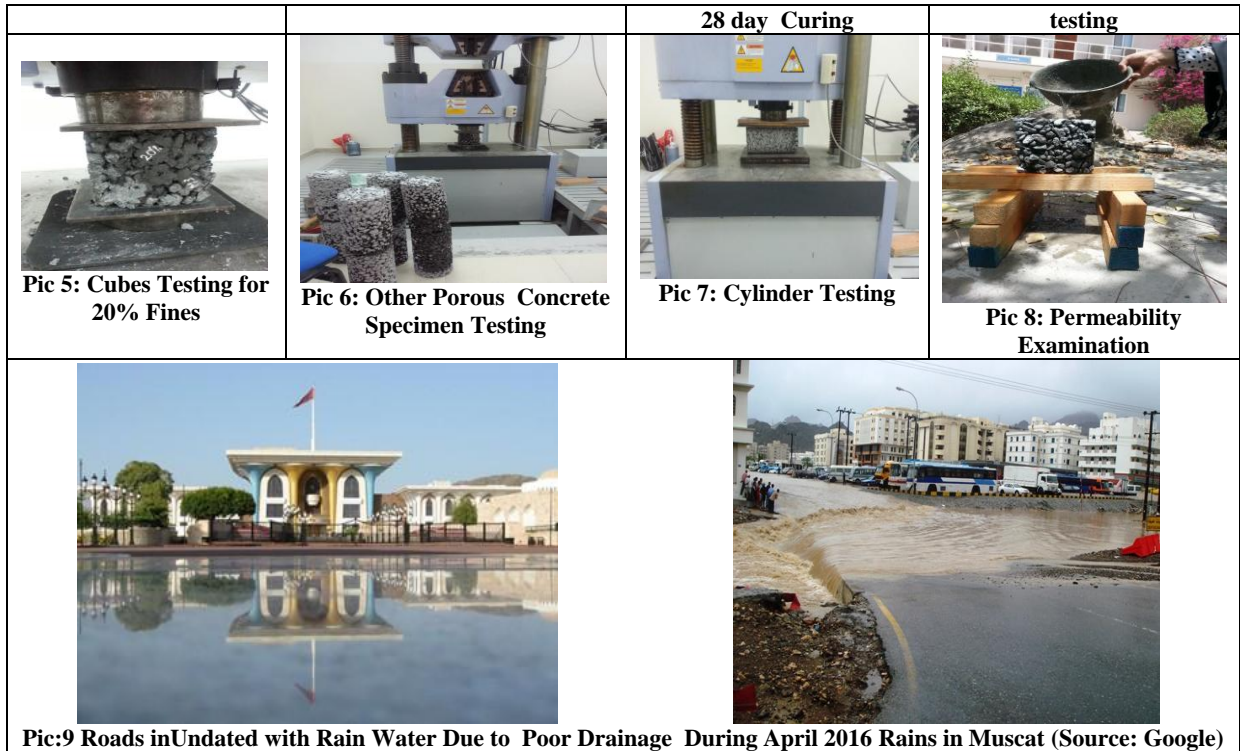 28 day Curing
testing
Pic 5: Cubes Testing for
20% Fines
Pic 6: Other Porous Concrete
Specimen Testing
Pic 7: Cylinder Testing
Pic 8: Permeability
Examination
Pic:9 Roads inUndated with Rain Water Due to Poor Drainage During April 2016 Rains in Muscat (Source: Google)